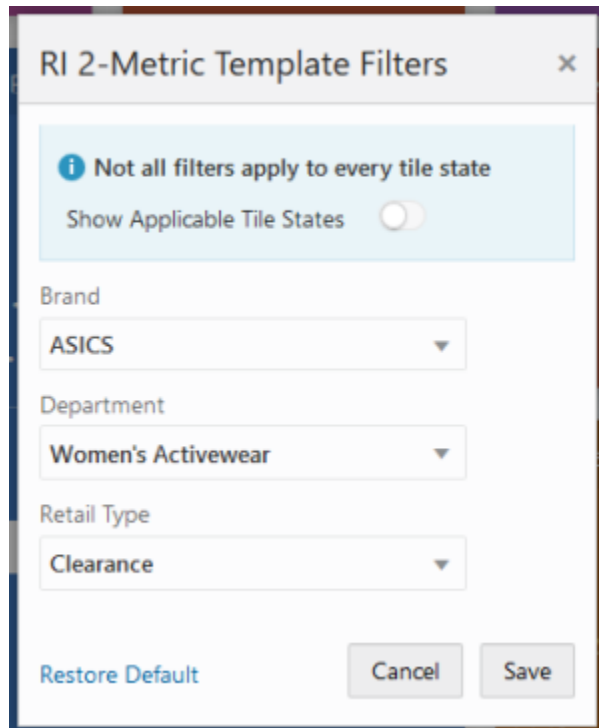 RI 2-Metric Template Filters
Not all filters apply to every tile state
Show Applicable Tile States
Brand
ASICS
Department
Women's Activewear
Retail Type
Clearance
Restore Default Cancel Save